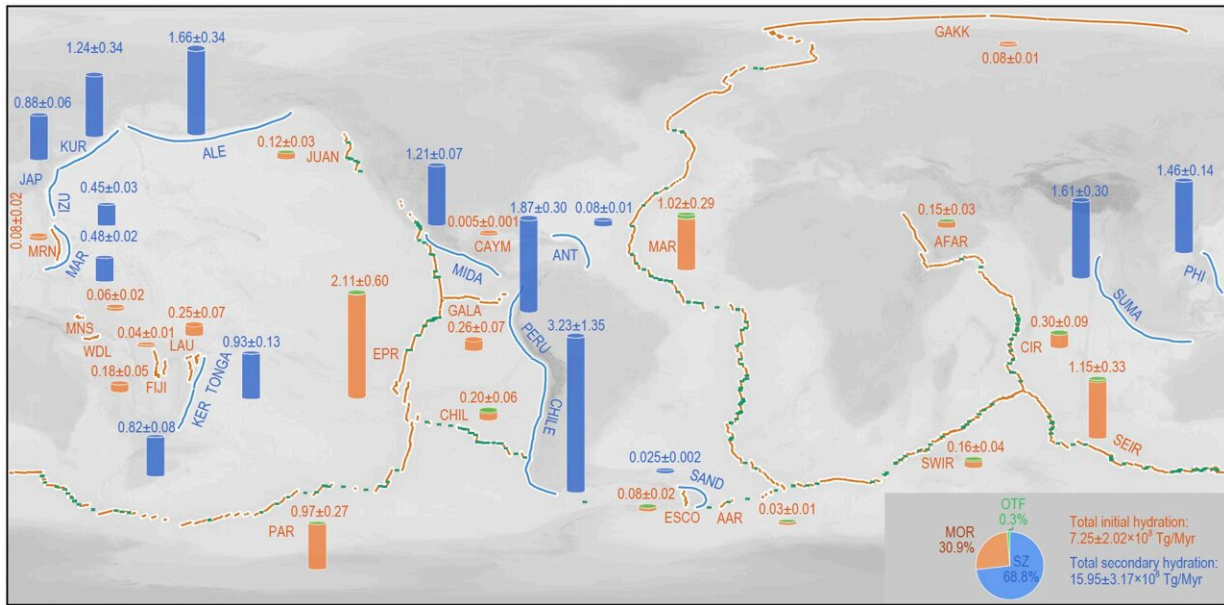 1.24±0.34
1.66±0.34
GAKK
0.08±0.01
0.88±0.06
KUR
ALE
0.12±0.03
JUAN
JAP
IZU
0.45±0.03
1.21±0.07
1.46±0.14
1.61±0.30
0.08±0.02
MRN
MAR
0.48±0.02
0.005±0.001
CAYM
1.87±0.30
0.08±0.01
ANT
1.02±0.29
MAR
0.15±0.03
AFAR
MIDA
PHI
SUMA
0.06±0.02
2.11±0.60
GALA
0.26±0.07
PERU
MNS
WDL
0.04±0.01
0.25±0.07
LAU
FIJI
0.18±0.05
TONGA
KER
0.93±0.13
EPR
3.23±1.35
CHILE
0.30±0.09
CIR
1.15±0.33
SEIR
0.20±0.06
CHIL
0.82±0.08
0.025±0.002
SAND
0.16±0.04
SWIR
0.08±0.02
ESCO
AAR
0.03±0.01
0.97±0.27
PAR
OTF
0.3%
MOR
30.9%
SZ
68.8%
Total initial hydration:
7.25±2.02×10⁸ Tg/Myr
Total secondary hydration:
15.95±3.17×10⁸ Tg/Myr